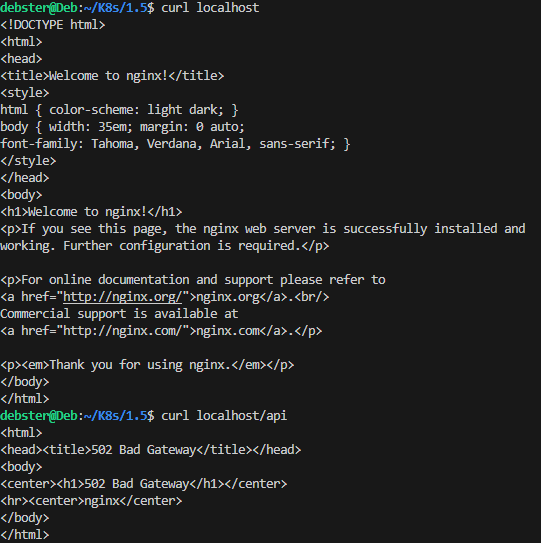 debster@Deb:~/K8s/1.5$ curl localhost
<!DOCTYPE html>
<html>
<head>
<title>Welcome to nginx!</title>
<style>
html { color-scheme: light dark; }
body { width: 35em; margin: 0 auto;
font-family: Tahoma, Verdana, Arial, sans-serif; }
</style>
</head>
<body>
<h1>Welcome to nginx!</h1>
<p>If you see this page, the nginx web server is successfully installed and
working. Further configuration is required.</p>

<p>For online documentation and support please refer to
<a href="http://nginx.org/">nginx.org</a>.<br/>
Commercial support is available at
<a href="http://nginx.com/">nginx.com</a>.</p>

<p><em>Thank you for using nginx.</em></p>
</body>
</html>
debster@Deb:~/K8s/1.5$ curl localhost/api
<html>
<head><title>502 Bad Gateway</title></head>
<body>
<center><h1>502 Bad Gateway</h1></center>
<hr><center>nginx</center>
</body>
</html>